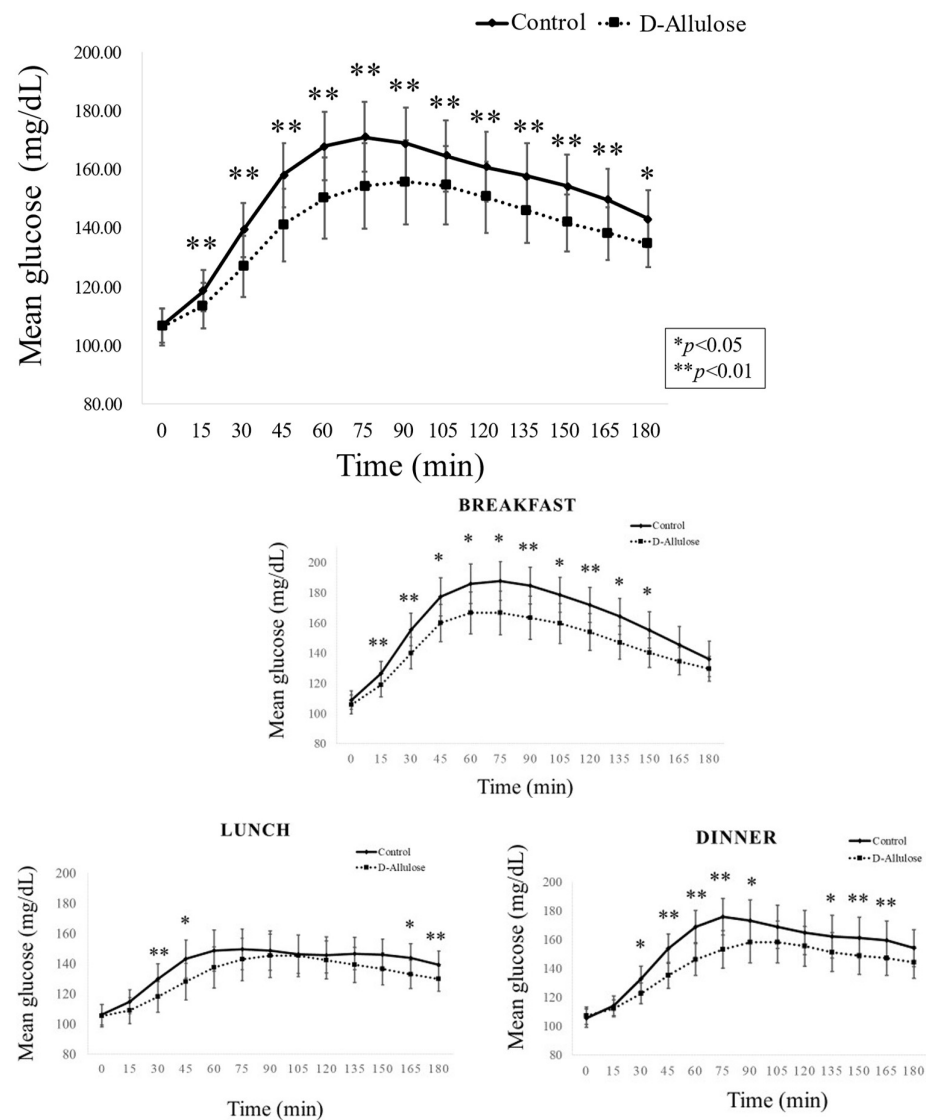 Control D-Allulose
Mean glucose (mg/dL)
200.00
180.00
160.00
140.00
120.00
100.00
80.00
** ** ** ** ** ** ** ** ** ** ** *
*p<0.05
**p<0.01
0 15 30 45 60 75 90 105 120 135 150 165 180
Time (min)
BREAKFAST
Control
D-Allulose
Mean glucose (mg/dL)
200
180
160
140
120
100
80
** ** * * * ** * ** * *
0 15 30 45 60 75 90 105 120 135 150 165 180
Time (min)
LUNCH
Control
D-Allulose
Mean glucose (mg/dL)
200
180
160
140
120
100
80
** * * **
0 15 30 45 60 75 90 105 120 135 150 165 180
Time (min)
DINNER
Control
D-Allulose
Mean glucose (mg/dL)
200
180
160
140
120
100
80
* ** ** ** * * ** **
0 15 30 45 60 75 90 105 120 135 150 165 180
Time (min)